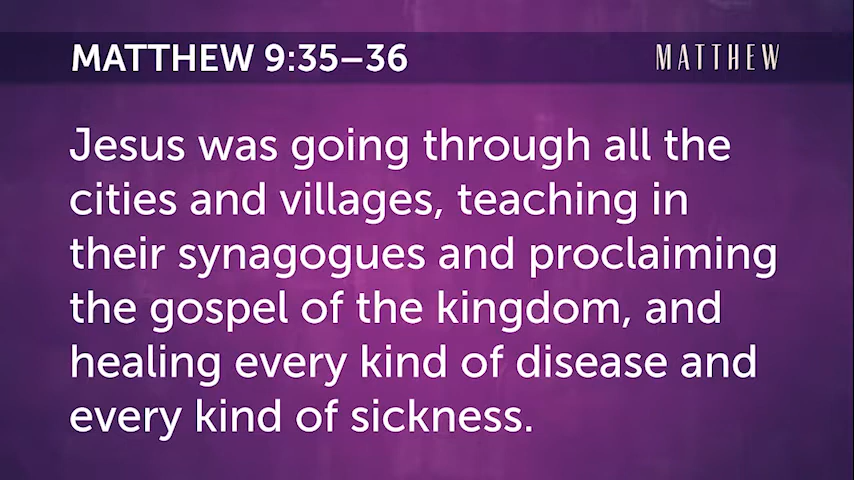 MATTHEW 9:35–36
MATTHEW
Jesus was going through all the
cities and villages, teaching in
their synagogues and proclaiming
the gospel of the kingdom, and
healing every kind of disease and
every kind of sickness.